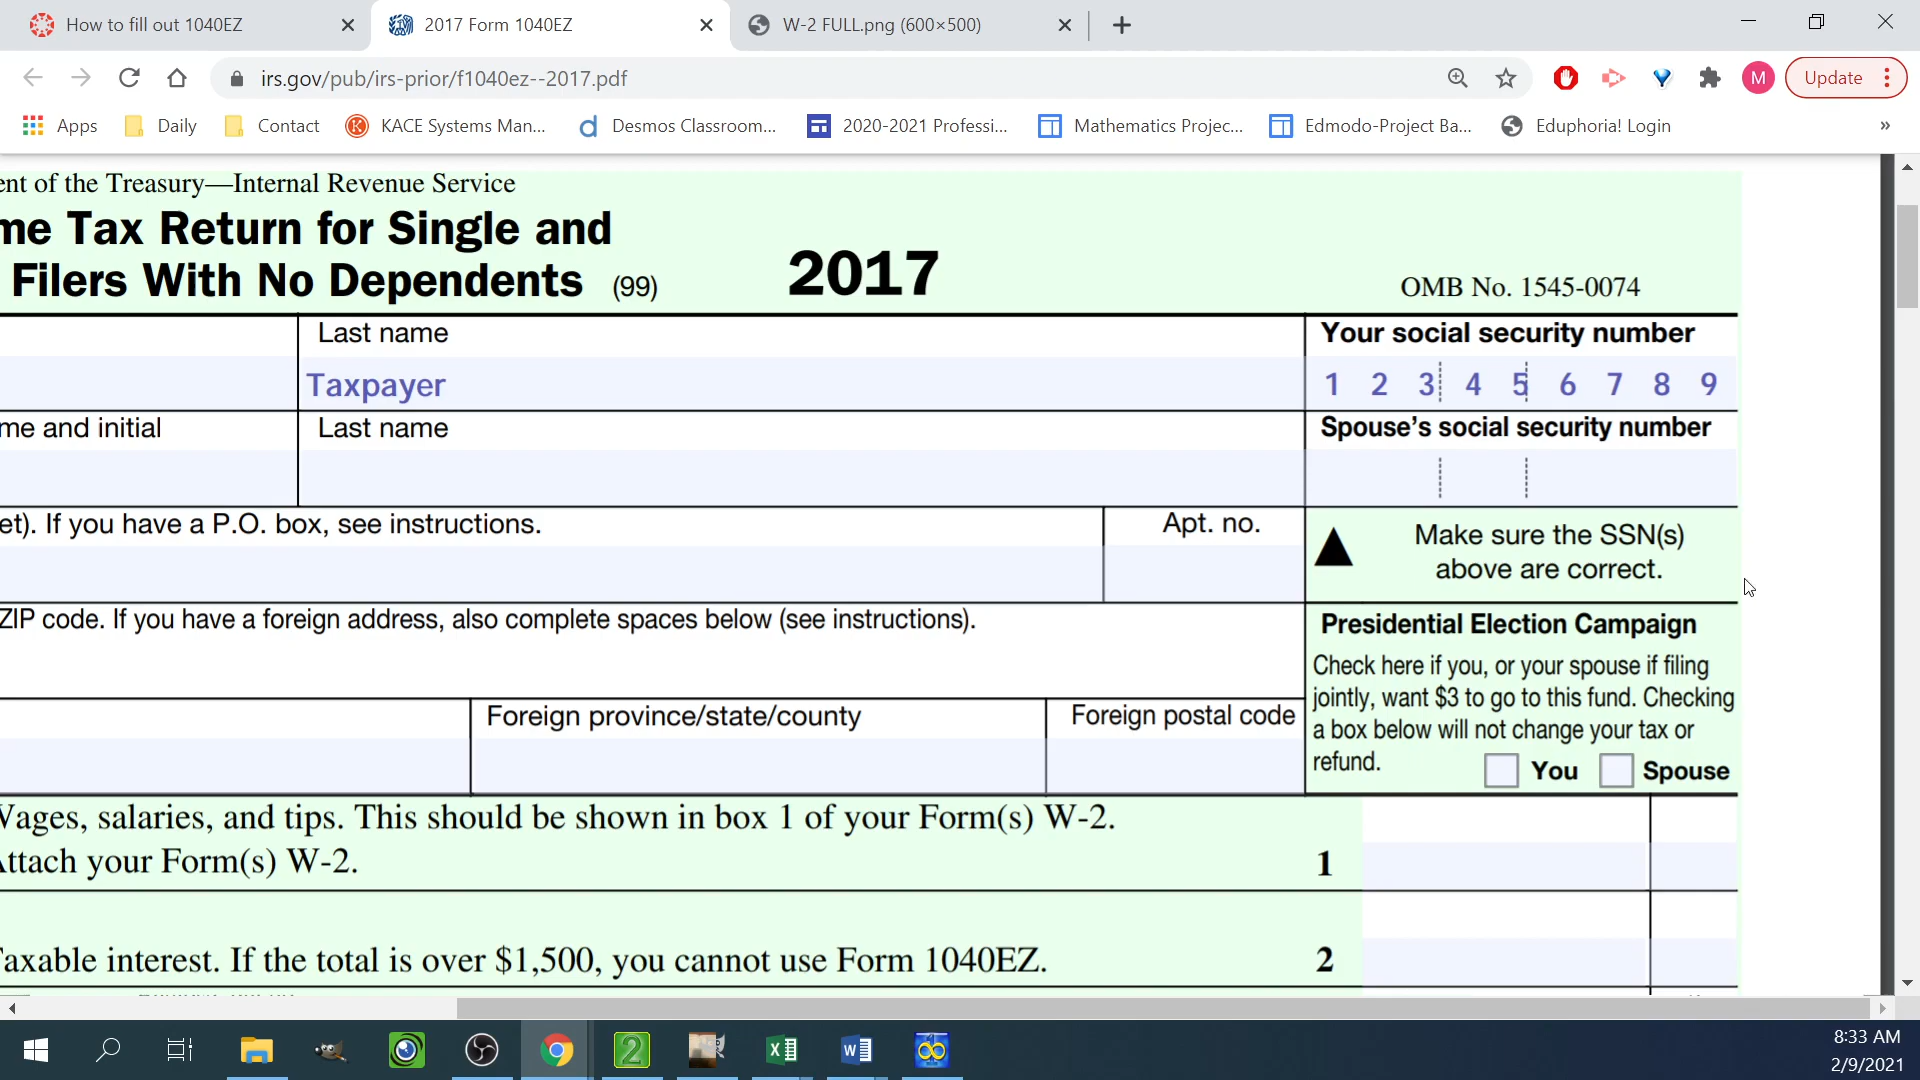 How to fill out 1040EZ
2017 Form 1040EZ
W-2 FULL.png (600×500)
irs.gov/pub/irs-prior/f1040ez--2017.pdf
M
Update
Apps
Daily
Contact
KACE Systems Man...
Desmos Classroom...
2020-2021 Professi...
Mathematics Projec...
Edmodo-Project Ba...
Eduphoria! Login
»
ent of the Treasury—Internal Revenue Service
me Tax Return for Single and
Filers With No Dependents (99)
2017
OMB No. 1545-0074
Last name
Your social security number
Taxpayer
1 2 3 4 5 6 7 8 9
me and initial
Last name
Spouse's social security number
et). If you have a P.O. box, see instructions.
Apt. no.
Make sure the SSN(s)
above are correct.
ZIP code. If you have a foreign address, also complete spaces below (see instructions).
Presidential Election Campaign
Check here if you, or your spouse if filing
jointly, want $3 to go to this fund. Checking
a box below will not change your tax or
refund.
You
Spouse
Foreign province/state/county
Foreign postal code
Wages, salaries, and tips. This should be shown in box 1 of your Form(s) W-2.
Attach your Form(s) W-2.
1
Taxable interest. If the total is over $1,500, you cannot use Form 1040EZ.
2
8:33 AM
2/9/2021